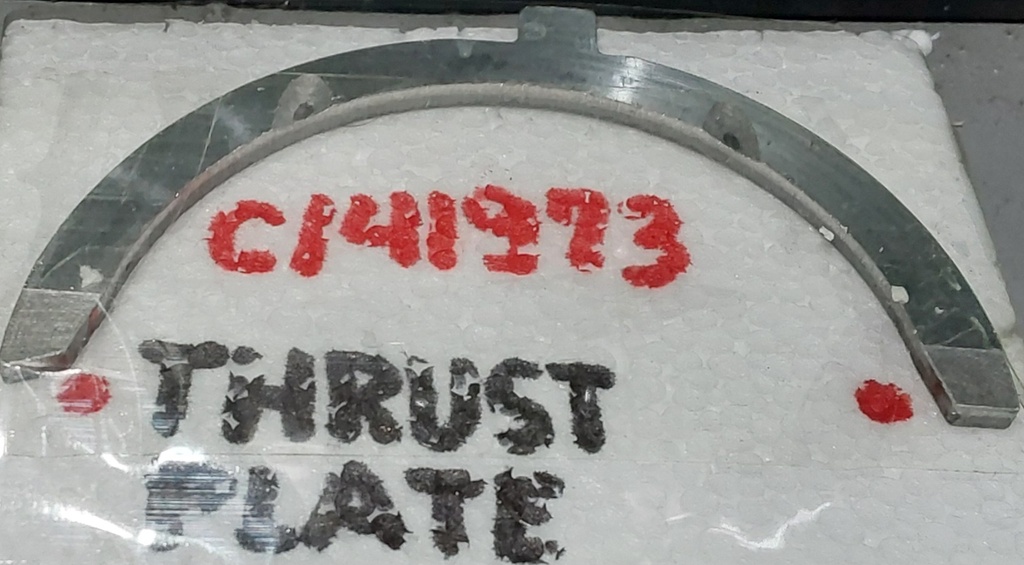 C141973
THRUST
PLATE